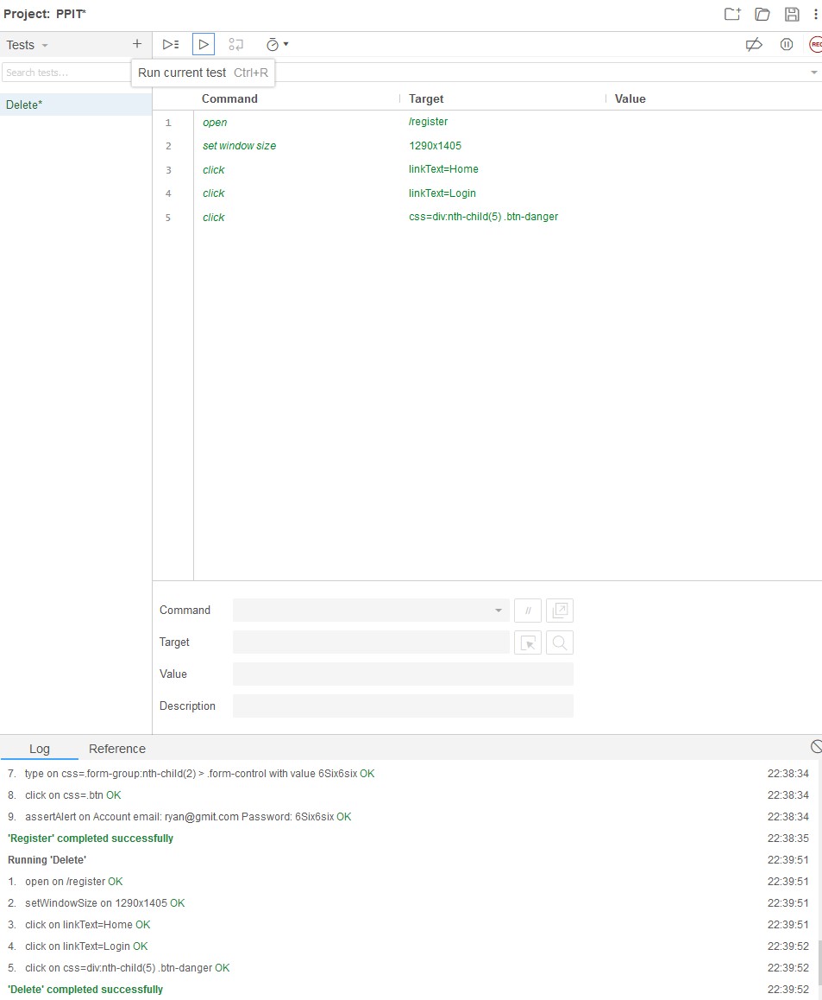 Project: PPIT*
Tests
REC
Search tests...
Run current test Ctrl+R
Delete*
Command Target Value
1 open /register
2 set window size 1290x1405
3 click linkText=Home
4 click linkText=Login
5 click css=div:nth-child(5) .btn-danger
Command //
Target
Value
Description
Log Reference
7. type on css=.form-group:nth-child(2) > .form-control with value 6Six6six OK 22:38:34
8. click on css=.btn OK 22:38:34
9. assertAlert on Account email: ryan@gmit.com Password: 6Six6six OK 22:38:34
'Register' completed successfully 22:38:35
Running 'Delete' 22:39:51
1. open on /register OK 22:39:51
2. setWindowSize on 1290x1405 OK 22:39:51
3. click on linkText=Home OK 22:39:51
4. click on linkText=Login OK 22:39:52
5. click on css=div:nth-child(5) .btn-danger OK 22:39:52
'Delete' completed successfully 22:39:52